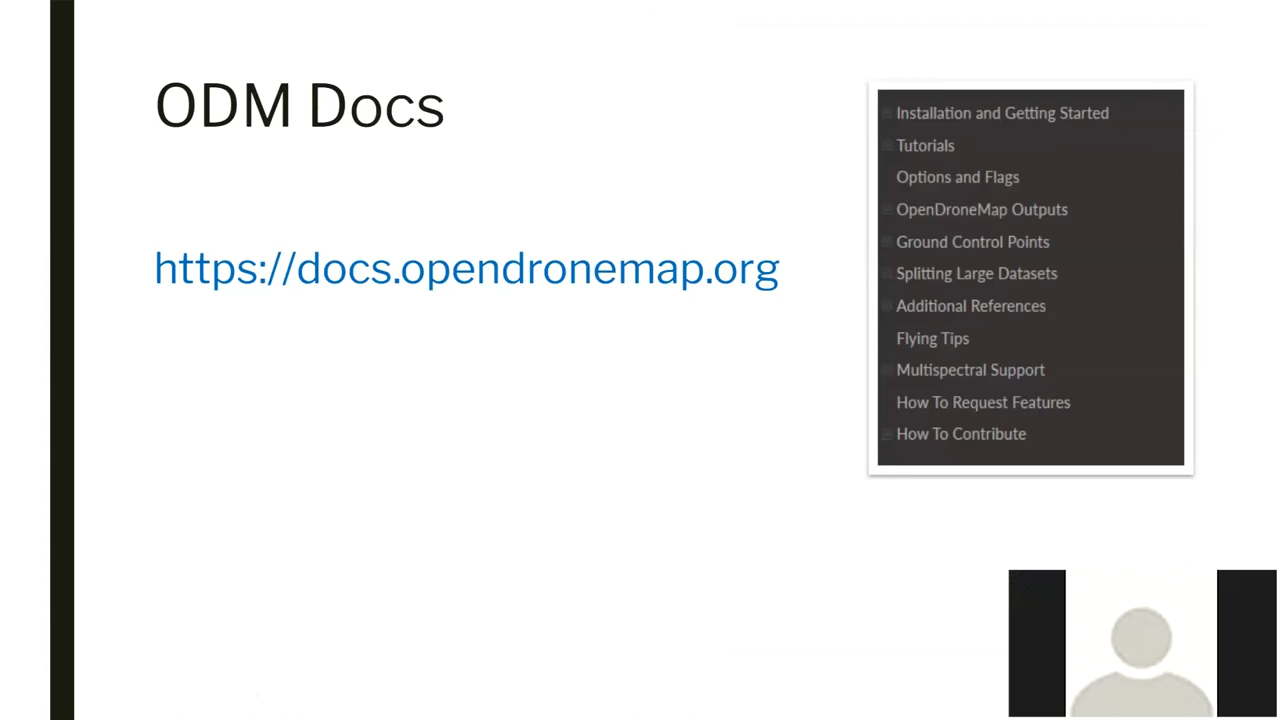 ODM Docs
https://docs.opendronemap.org
Installation and Getting Started
Tutorials
Options and Flags
OpenDroneMap Outputs
Ground Control Points
Splitting Large Datasets
Additional References
Flying Tips
Multispectral Support
How To Request Features
How To Contribute